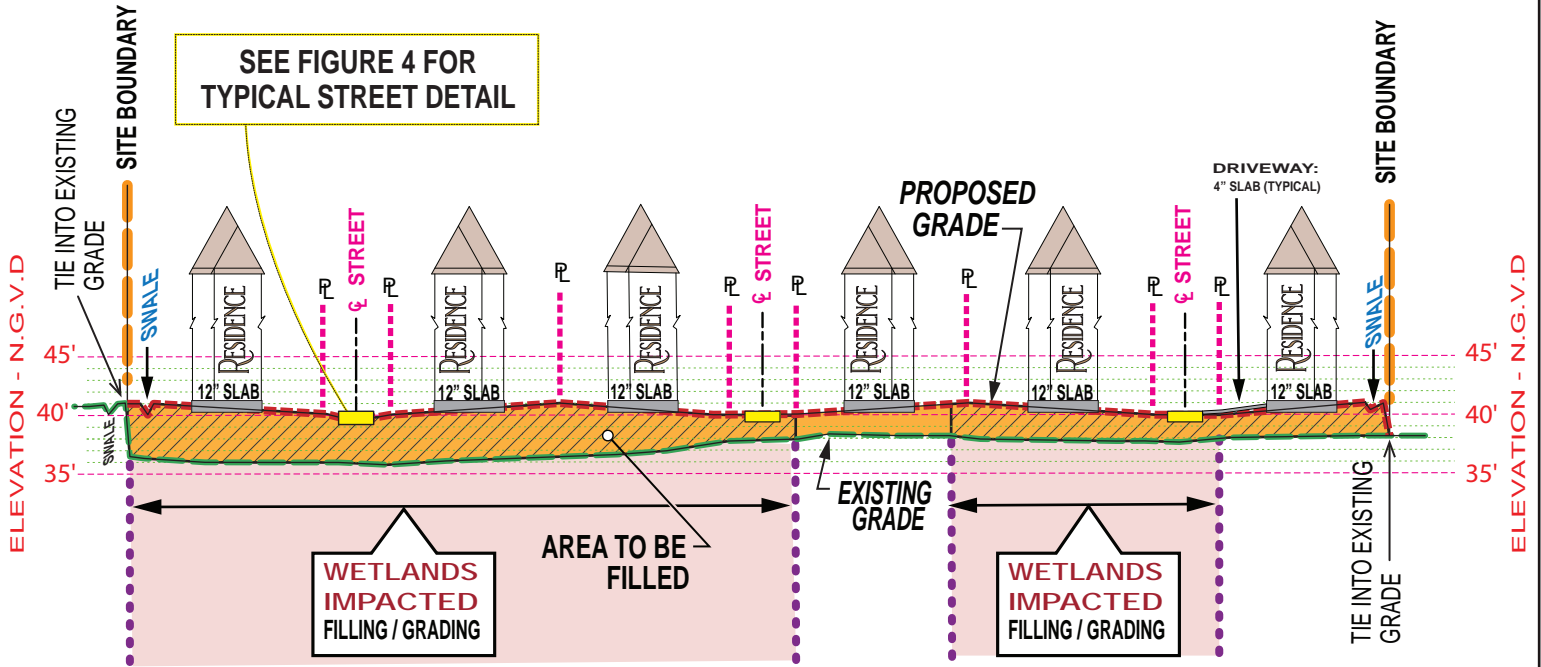 SITE BOUNDARY
SITE BOUNDARY
SEE FIGURE 4 FOR
TYPICAL STREET DETAIL
TIE INTO EXISTING
GRADE
SWALE
DRIVEWAY:
4" SLAB (TYPICAL)
PROPOSED
GRADE
SWALE
PL
℄ STREET
PL
PL
PL
℄ STREET
PL
PL
PL
℄ STREET
PL
RESIDENCE
RESIDENCE
RESIDENCE
RESIDENCE
RESIDENCE
RESIDENCE
12" SLAB
12" SLAB
12" SLAB
12" SLAB
12" SLAB
12" SLAB
ELEVATION - N.G.V.D
45'
40'
35'
SWALE
45'
40'
35'
ELEVATION - N.G.V.D
EXISTING
GRADE
AREA TO BE
FILLED
WETLANDS
IMPACTED
FILLING / GRADING
WETLANDS
IMPACTED
FILLING / GRADING
TIE INTO EXISTING
GRADE